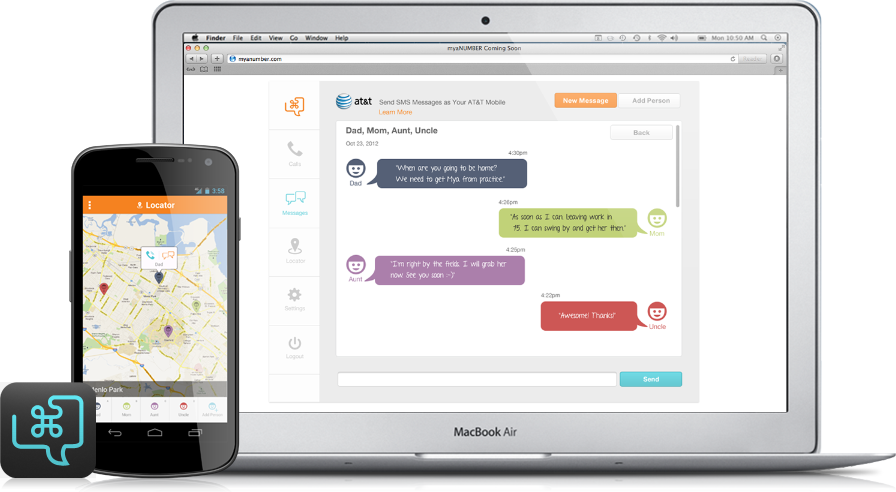 Finder File Edit View Go Window Help
Mon 10:50 AM
myaNUMBER Coming Soon
myanumber.com
Reader
at&t
Send SMS Messages as Your AT&T Mobile
Learn More
New Message
Add Person
Dad, Mom, Aunt, Uncle
Oct 23, 2012
Back
Calls
Messages
Locator
Settings
Logout
4:30pm
"When are you going to be home?
We need to get Mya from practice."
Dad
4:26pm
"As soon as I can, leaving work in
15. I can swing by and get her then."
Mom
4:25pm
"I'm right by the fields. I will grab her
now. See you soon :-)"
Aunt
4:22pm
"Awesome! Thanks!"
Uncle
Send
MacBook Air
3:58
Locator
Dad
Menlo Park
Mom
Aunt
Uncle
Add Person